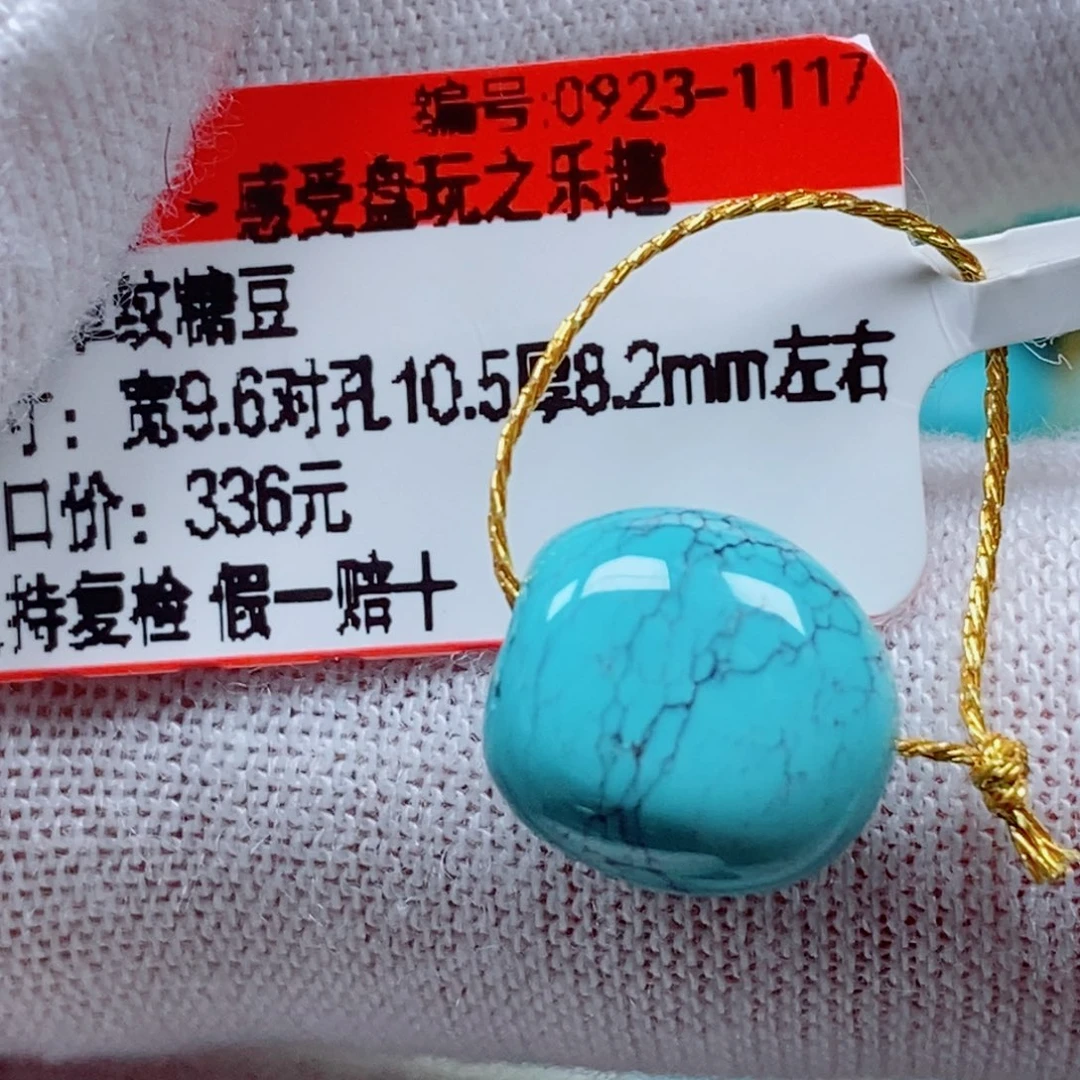 编号:0923-1117
-感受盘玩之乐趣
纹糖豆
寸：宽9.6对孔10.5厚8.2mm左右
口价：336元
持复检 假一赔十